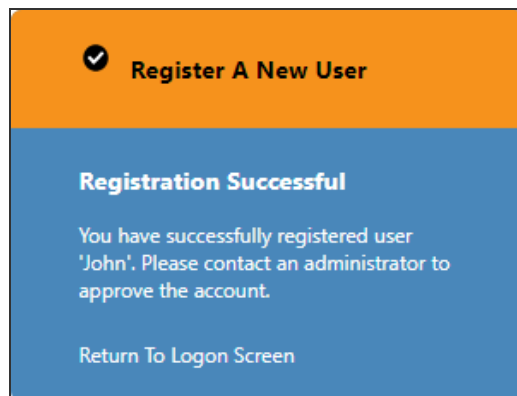 Register A New User
Registration Successful
You have successfully registered user
'John'. Please contact an administrator to
approve the account.
Return To Logon Screen